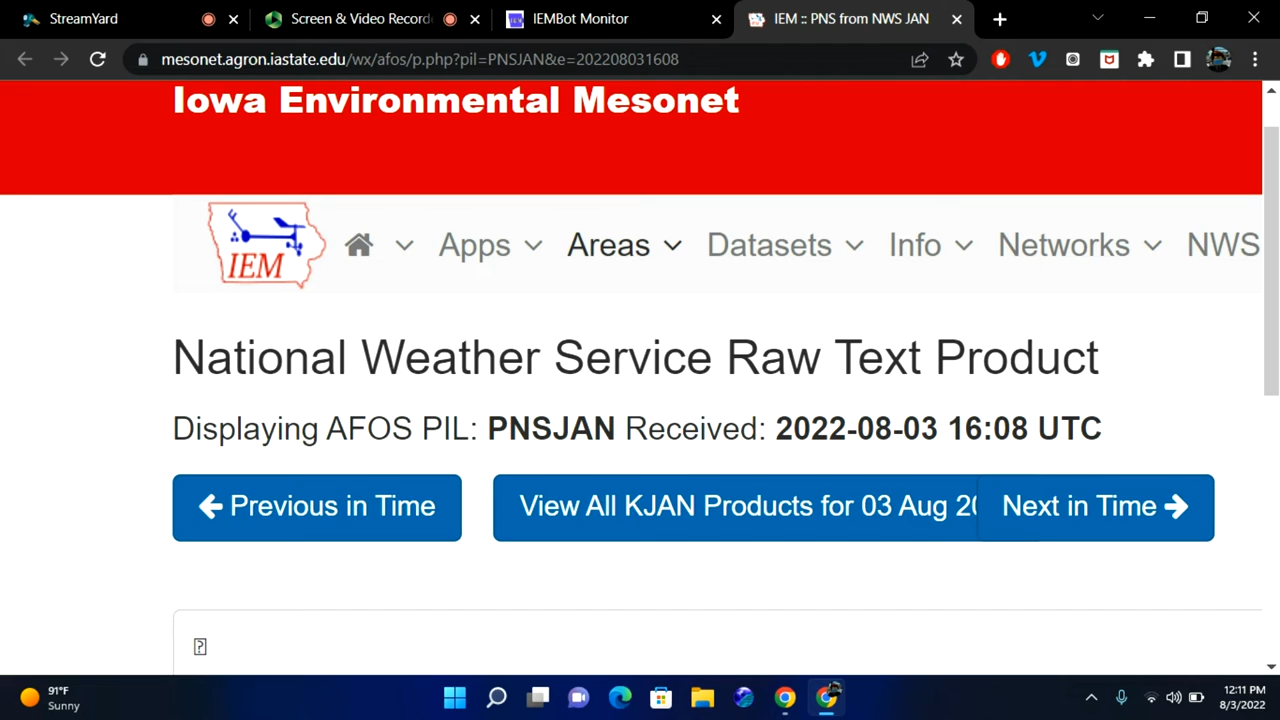 StreamYard
Screen & Video Record
IEMBot Monitor
IEM :: PNS from NWS JAN
mesonet.agron.iastate.edu/wx/afos/p.php?pil=PNSJAN&e=202208031608
Iowa Environmental Mesonet
IEM
Apps
Areas
Datasets
Info
Networks
NWS
National Weather Service Raw Text Product
Displaying AFOS PIL: PNSJAN Received: 2022-08-03 16:08 UTC
Previous in Time
View All KJAN Products for 03 Aug 20
Next in Time
91°F
Sunny
12:11 PM
8/3/2022